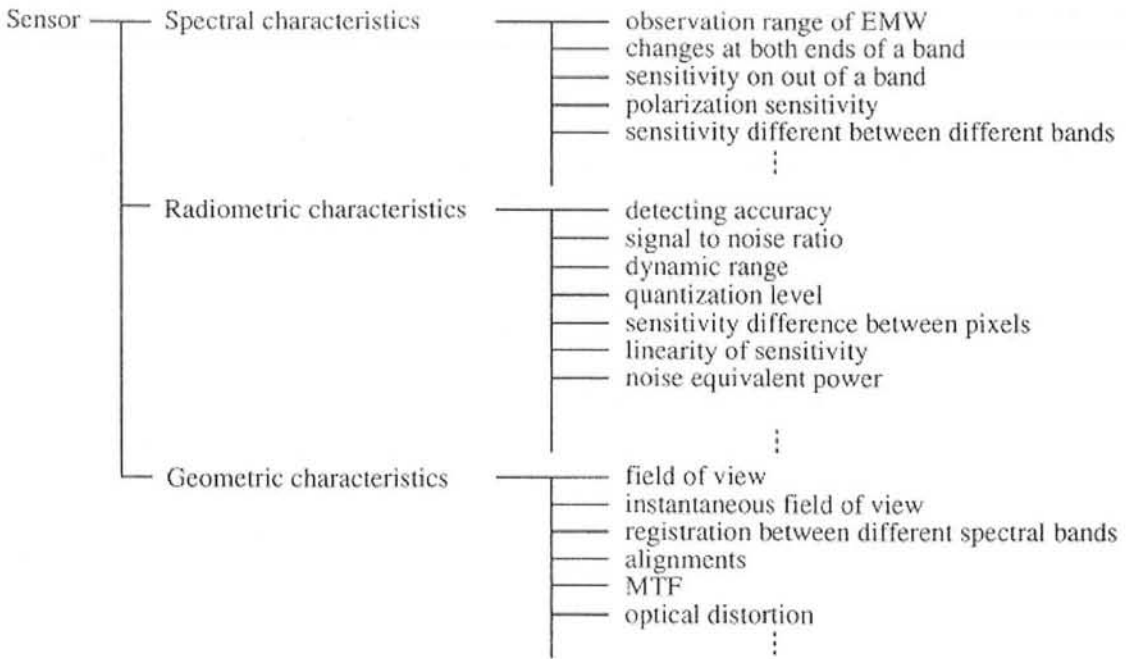 Sensor Spectral characteristics observation range of EMW
changes at both ends of a band
sensitivity on out of a band
polarization sensitivity
sensitivity different between different bands
Radiometric characteristics detecting accuracy
signal to noise ratio
dynamic range
quantization level
sensitivity difference between pixels
linearity of sensitivity
noise equivalent power
Geometric characteristics field of view
instantaneous field of view
registration between different spectral bands
alignments
MTF
optical distortion